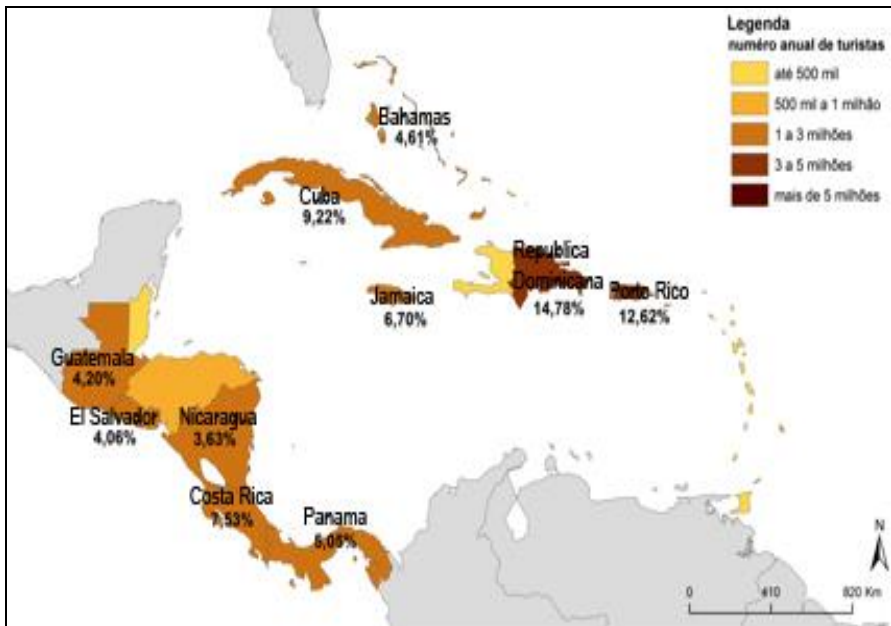 Legenda
numéro anual de turistas
até 500 mil
500 mil a 1 milhão
1 a 3 milhões
3 a 5 milhões
mais de 5 milhões
Bahamas
4,61%
Cuba
9,22%
Republica
Dominicana
14,78%
Porto Rico
12,62%
Jamaica
6,70%
Guatemala
4,20%
El Salvador
4,06%
Nicaragua
3,63%
Costa Rica
7,53%
Panama
N
0 410 820 Km